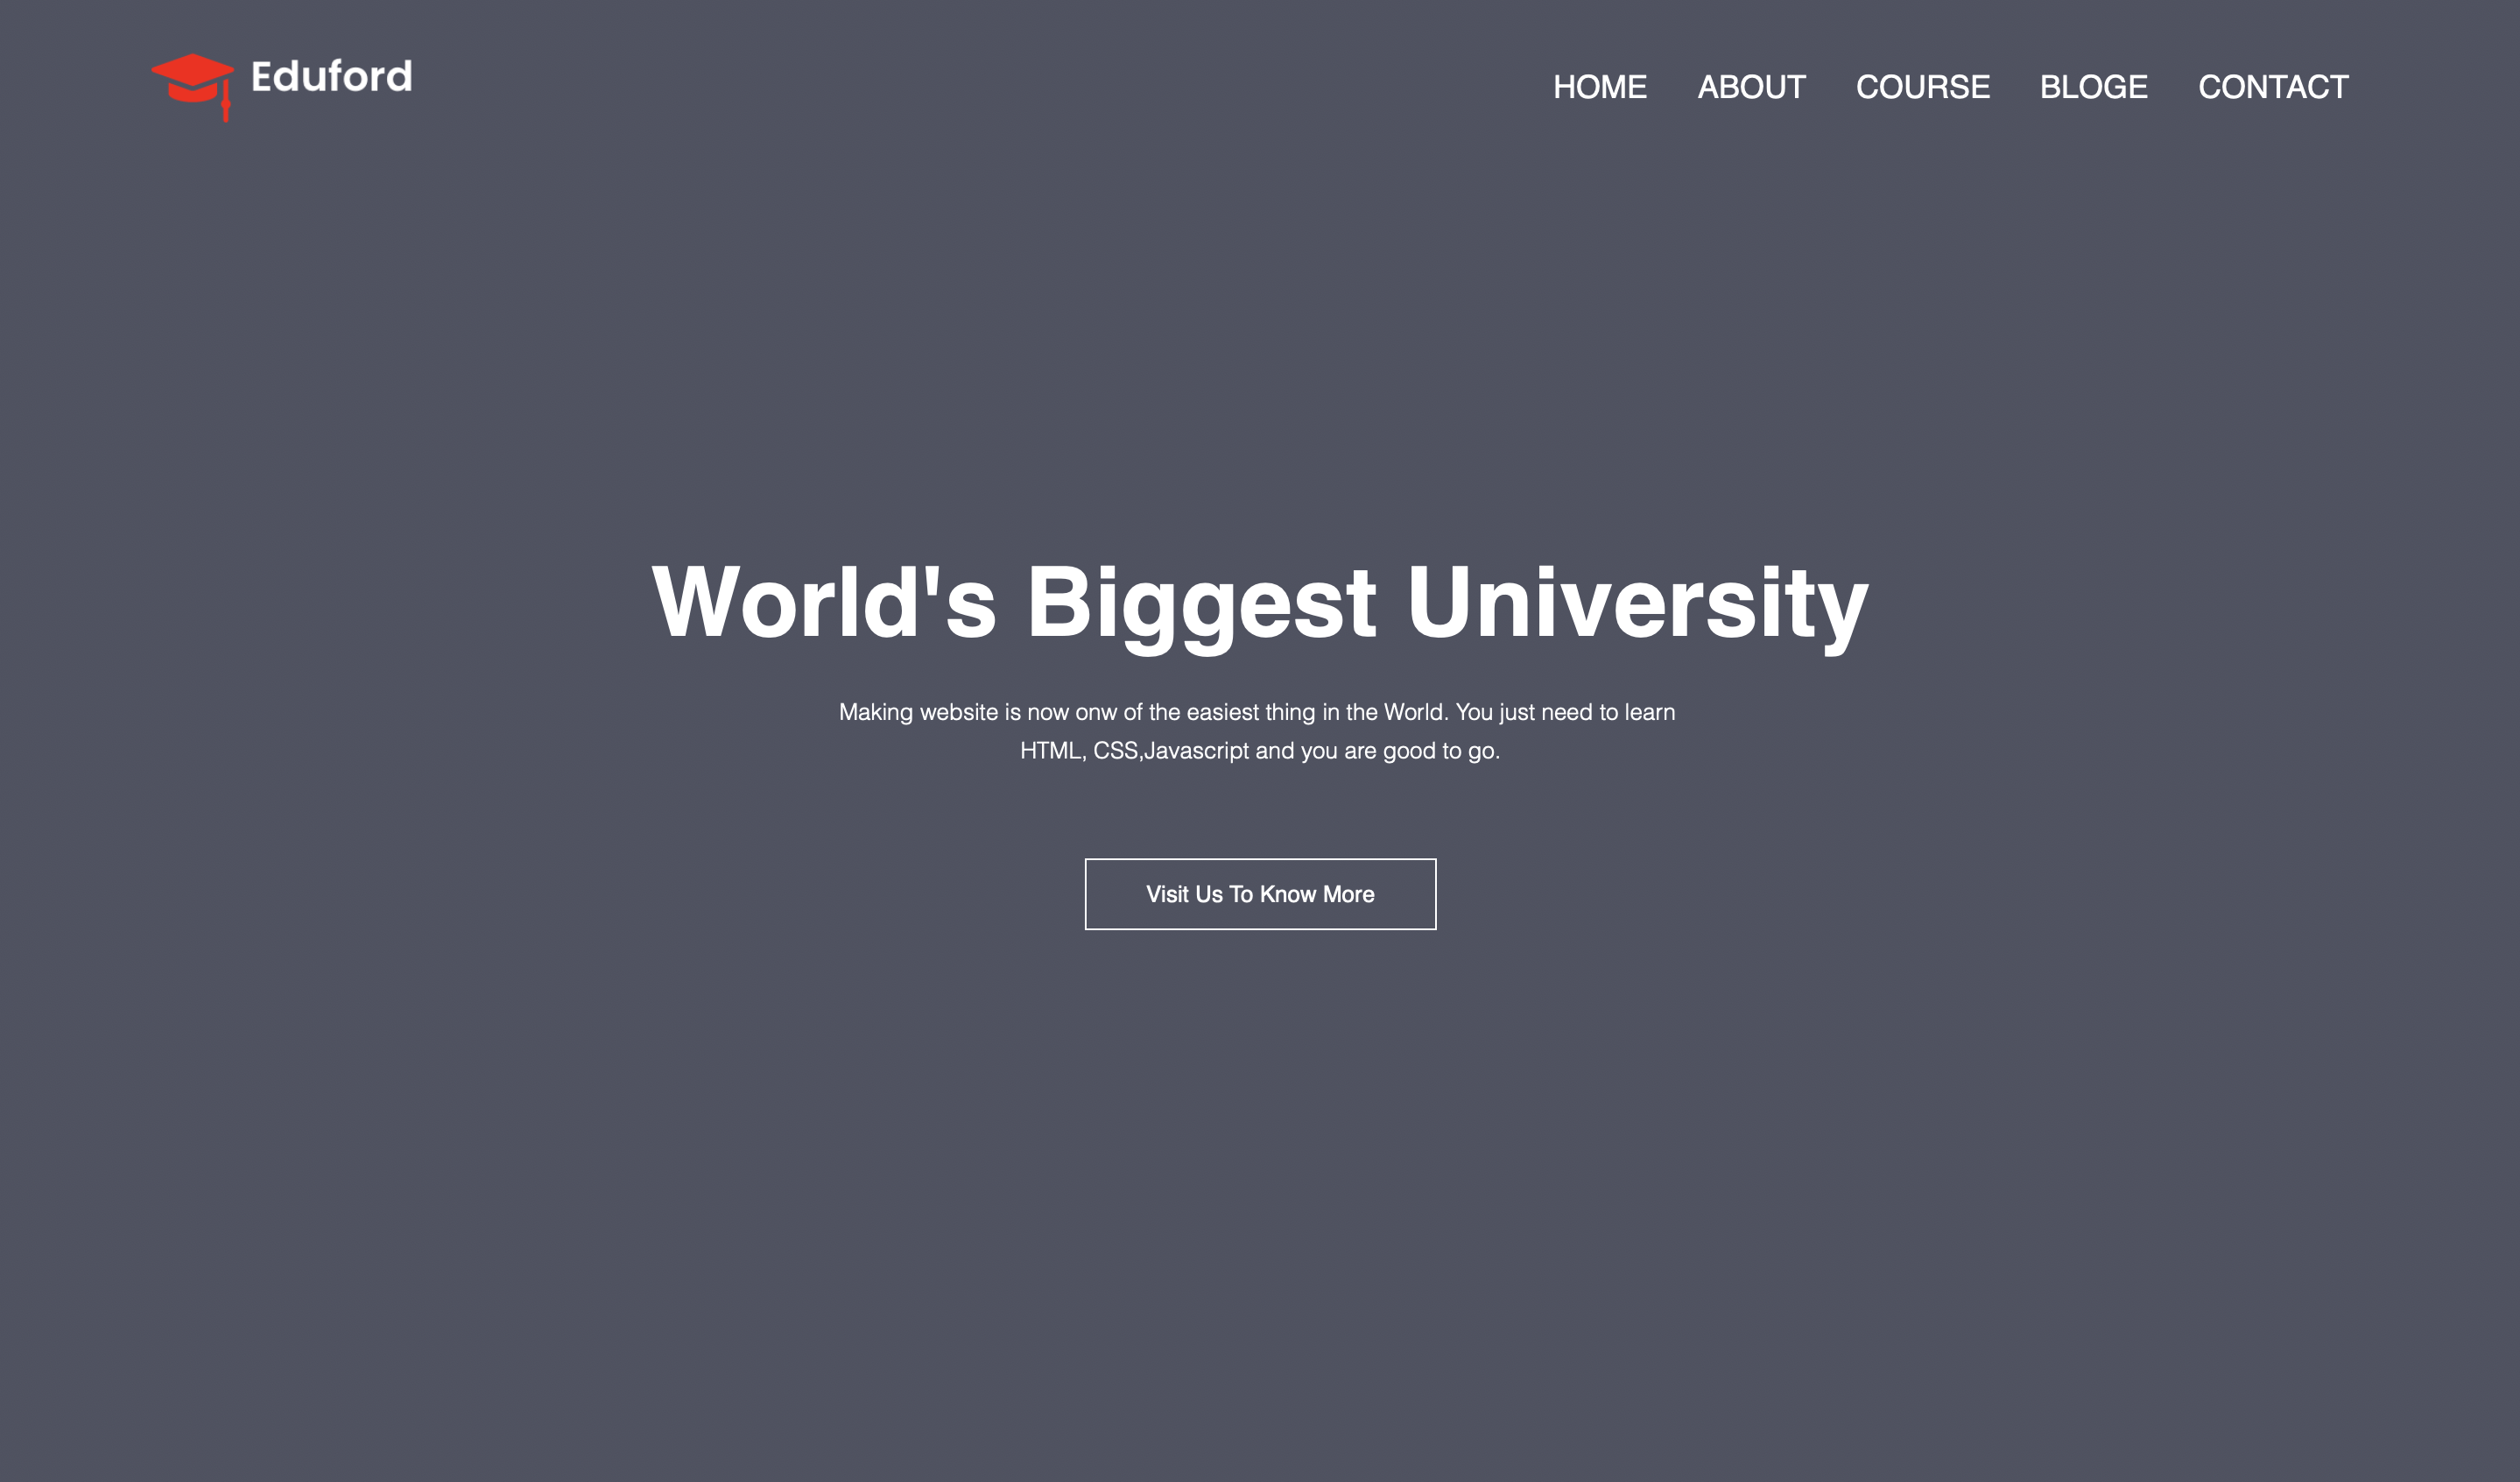 Eduford
HOME ABOUT COURSE BLOGE CONTACT
World's Biggest University
Making website is now onw of the easiest thing in the World. You just need to learn
HTML, CSS,Javascript and you are good to go.
Visit Us To Know More